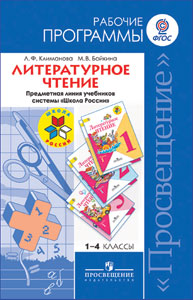 РАБОЧИЕ
ПРОГРАММЫ
ФГОС
Л. Ф. Климанова М. В. Бойкина
ЛИТЕРАТУРНОЕ
ЧТЕНИЕ
Предметная линия учебников
системы «Школа России»
ШКОЛА
РОССИИ
1
1–4 КЛАССЫ
ПРОСВЕЩЕНИЕ
ИЗДАТЕЛЬСТВО
«Просвещение»